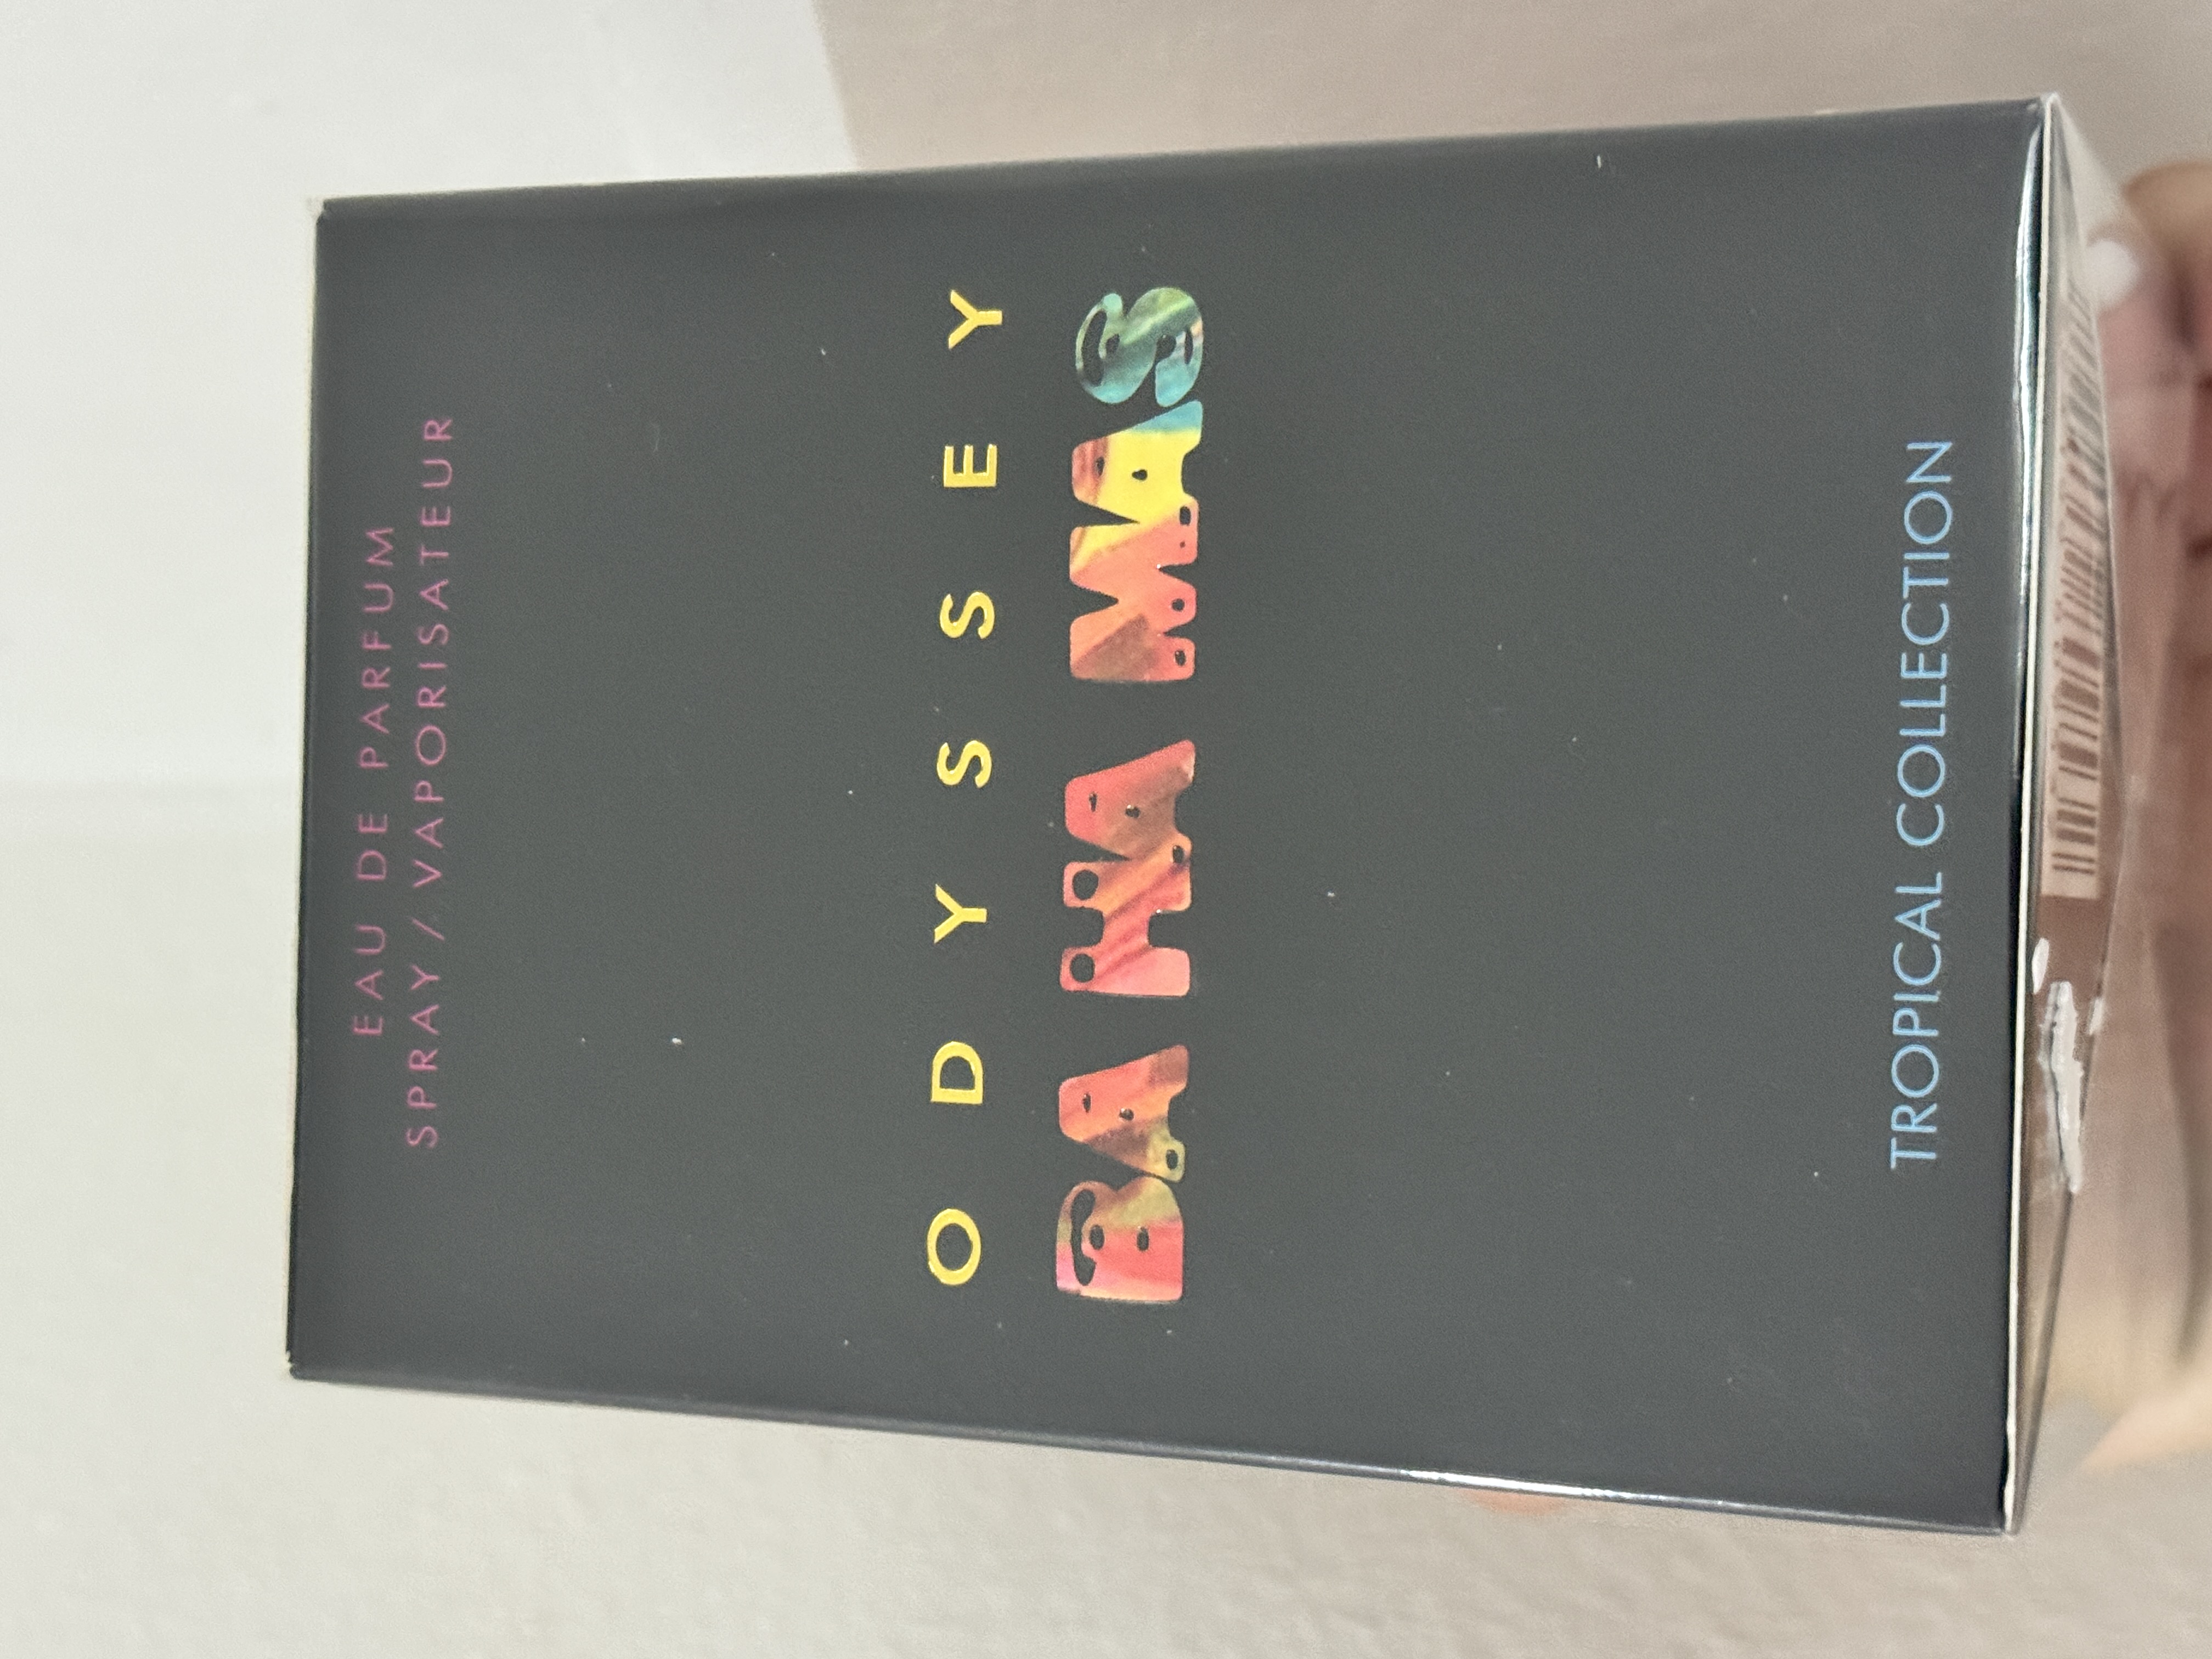 EAU DE PARFUM
SPRAY / VAPORISATEUR
ODYSSEY
BAHAMAS
TROPICAL COLLECTION